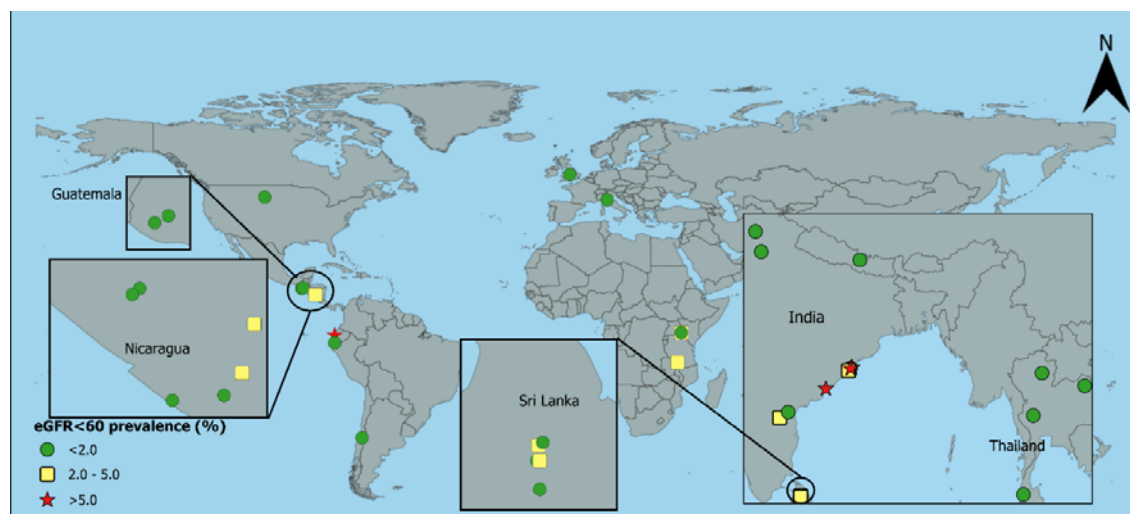 N
Guatemala
India
Nicaragua
Sri Lanka
Thailand
eGFR<60 prevalence (%)
<2.0
2.0 - 5.0
>5.0